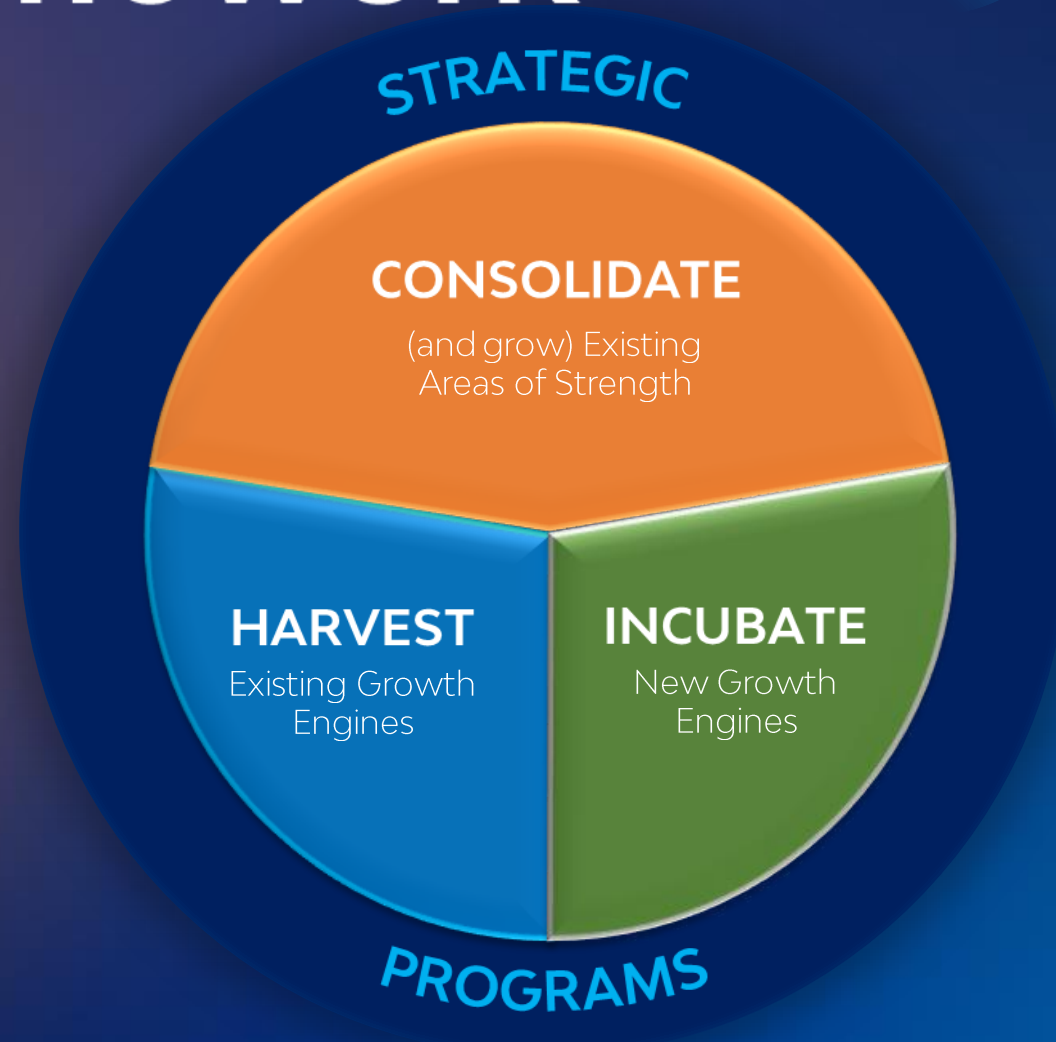 STRATEGIC
CONSOLIDATE
(and grow) Existing
Areas of Strength
HARVEST
Existing Growth
Engines
INCUBATE
New Growth
Engines
PROGRAMS